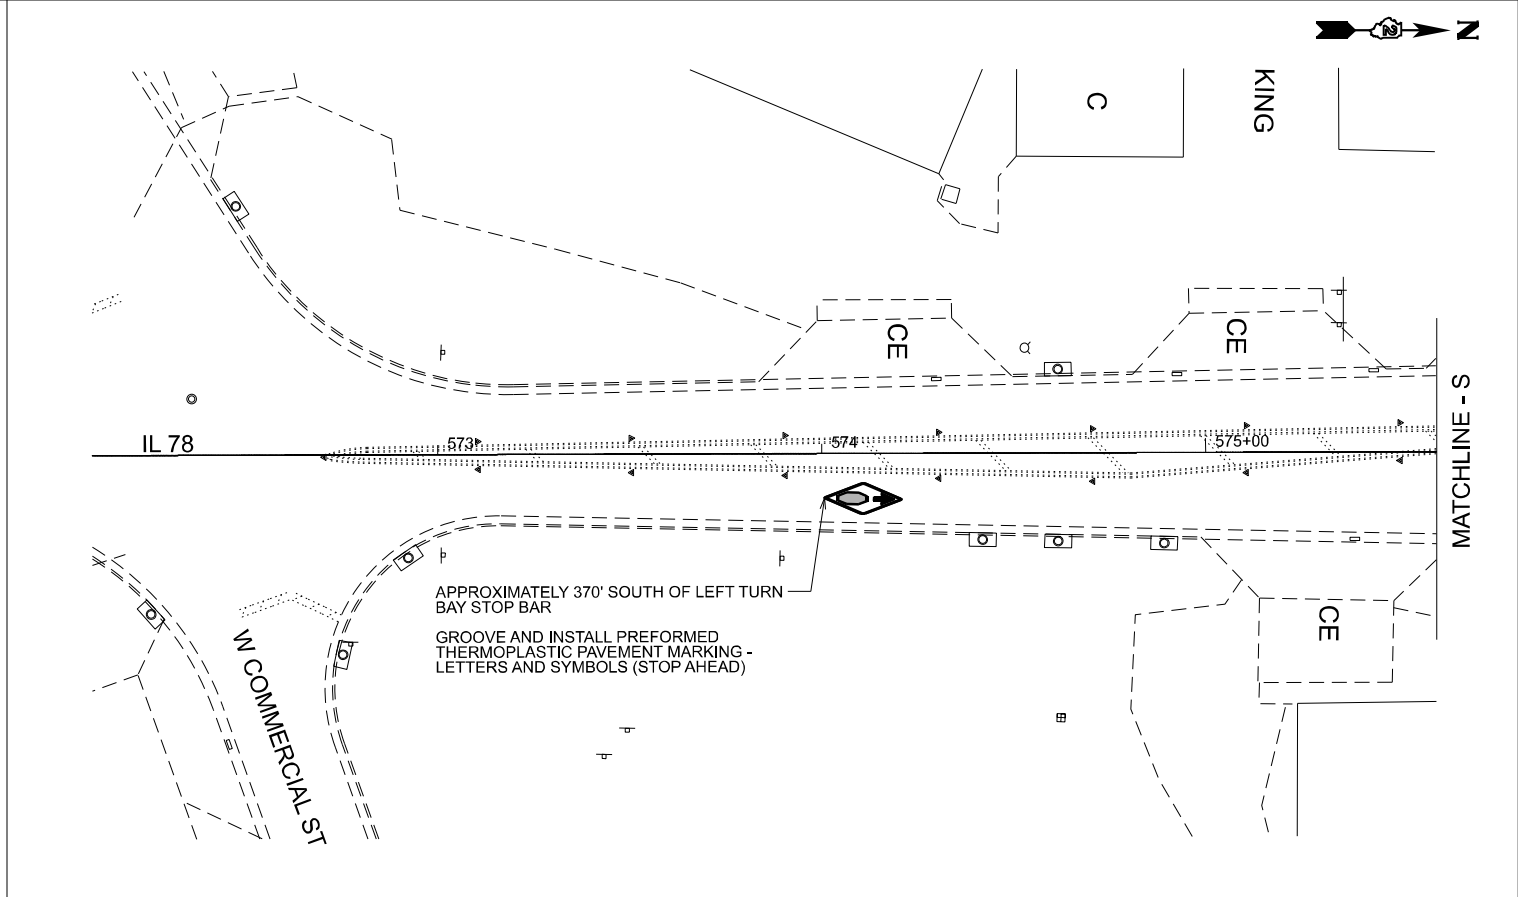 N
2
KING
C
CE
CE
IL 78
573
574
575+00
MATCHLINE - S
APPROXIMATELY 370' SOUTH OF LEFT TURN
BAY STOP BAR
GROOVE AND INSTALL PREFORMED
THERMOPLASTIC PAVEMENT MARKING -
LETTERS AND SYMBOLS (STOP AHEAD)
CE
W COMMERCIAL ST